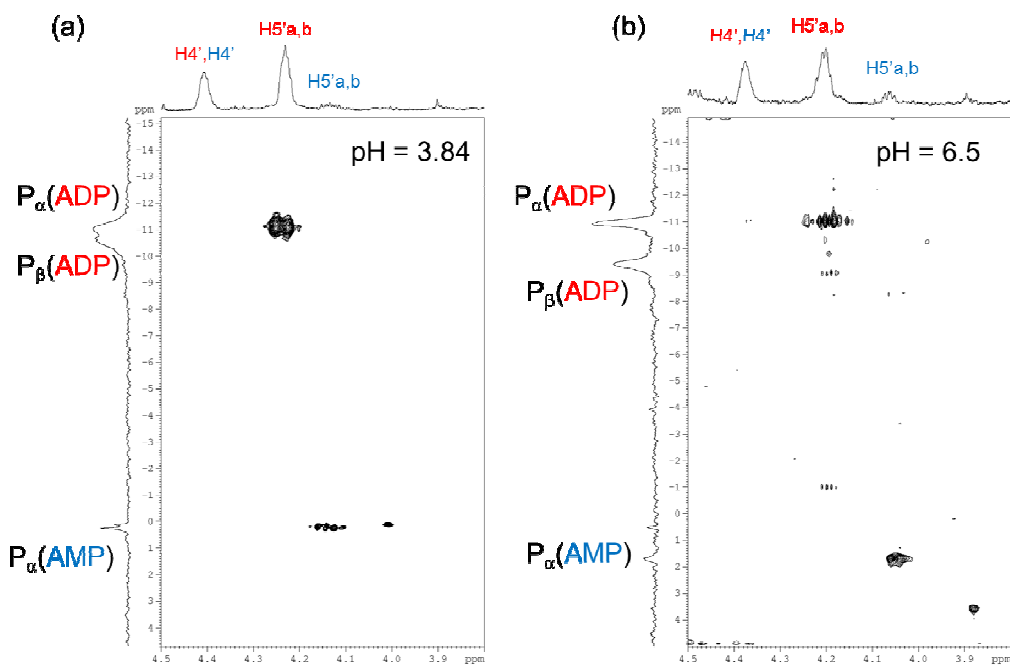 (a)
H4',H4'
H5'a,b
H5'a,b
ppm
pH = 3.84
-15
-14
-13
-12
-11
-10
-9
-8
-7
-6
-5
-4
-3
-2
-1
0
1
2
3
4
Pα(ADP)
Pβ(ADP)
Pα(AMP)
4.5 4.4 4.3 4.2 4.1 4.0 3.9 ppm
(b)
H4',H4'
H5'a,b
H5'a,b
ppm
pH = 6.5
-14
-13
-12
-11
-10
-9
-8
-7
-6
-5
-4
-3
-2
-1
0
1
2
3
4
Pα(ADP)
Pβ(ADP)
Pα(AMP)
4.5 4.4 4.3 4.2 4.1 4.0 3.9 ppm